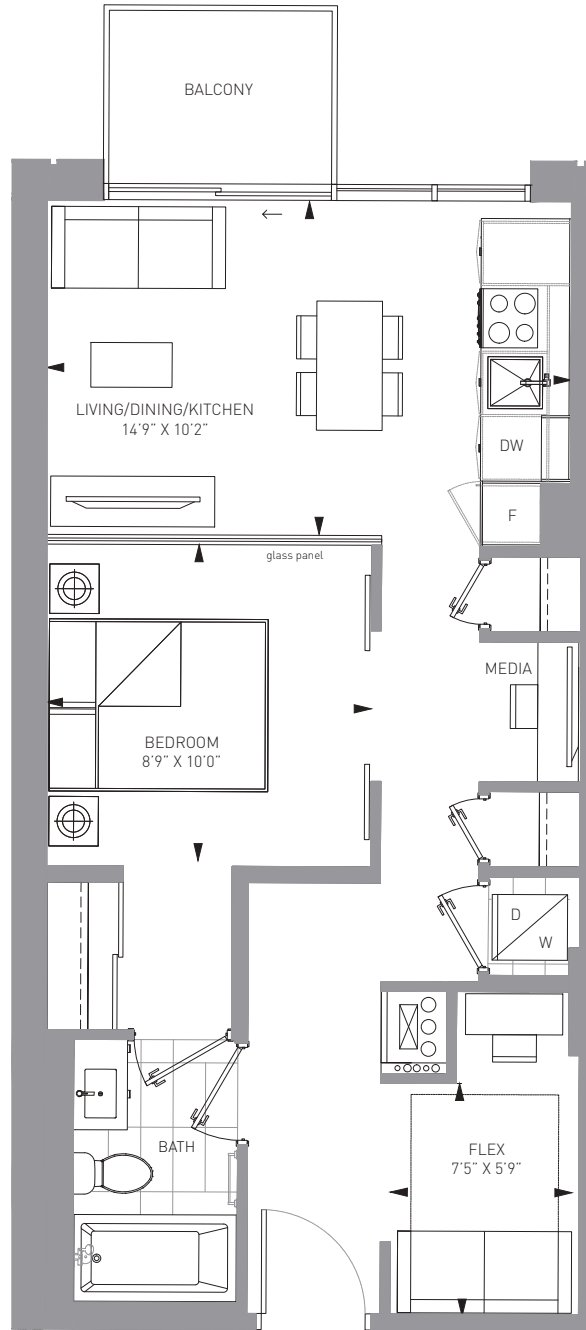 BALCONY
LIVING/DINING/KITCHEN
14'9" X 10'2"
DW
F
glass panel
MEDIA
BEDROOM
8'9" X 10'0"
D
W
BATH
FLEX
7'5" X 5'9"